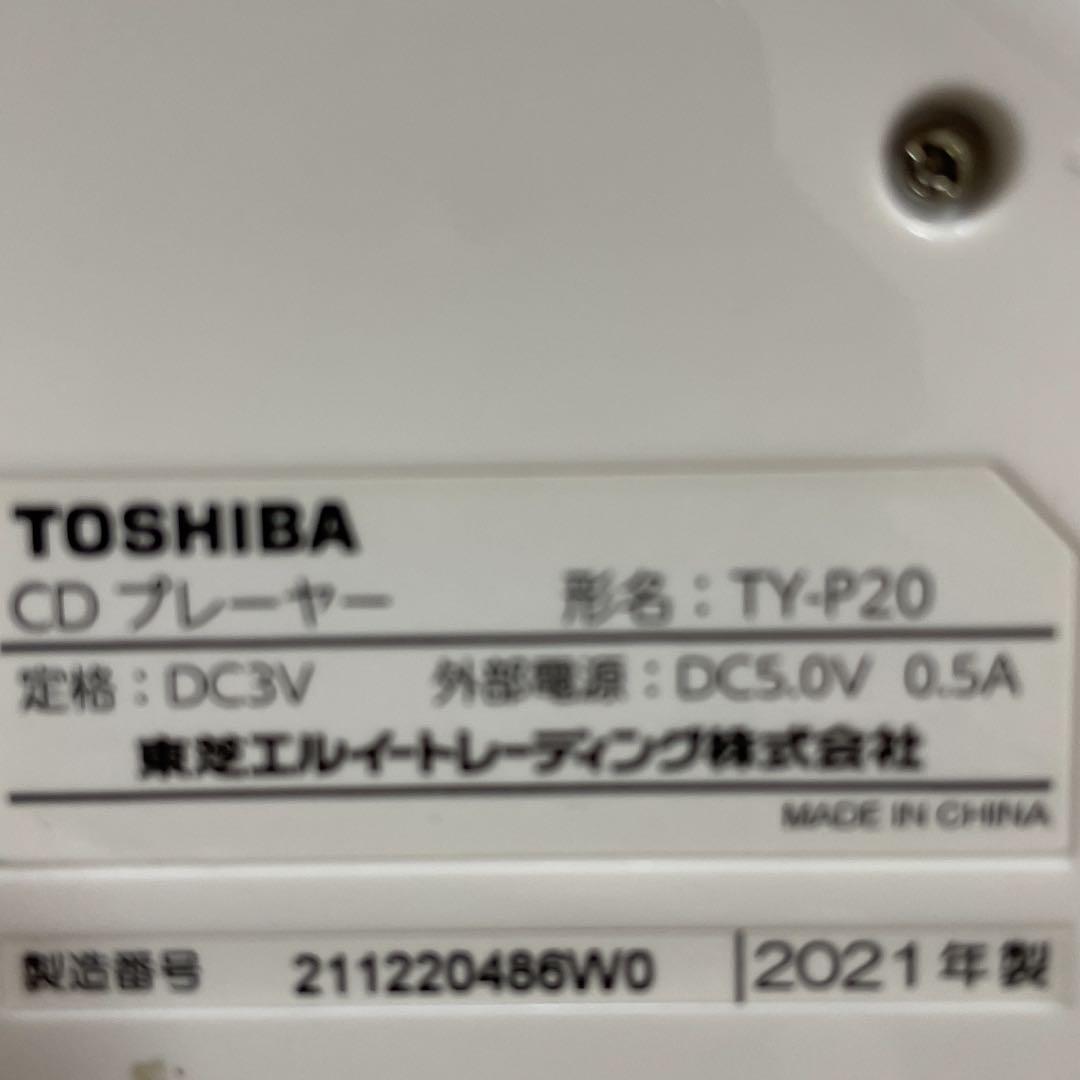 TOSHIBA
CD プレーヤー 形名：TY-P20
定格：DC3V 外部電源：DC5.0V 0.5A
東芝エルイートレーディング株式会社
MADE IN CHINA
製造番号 211220486W0 2021年製